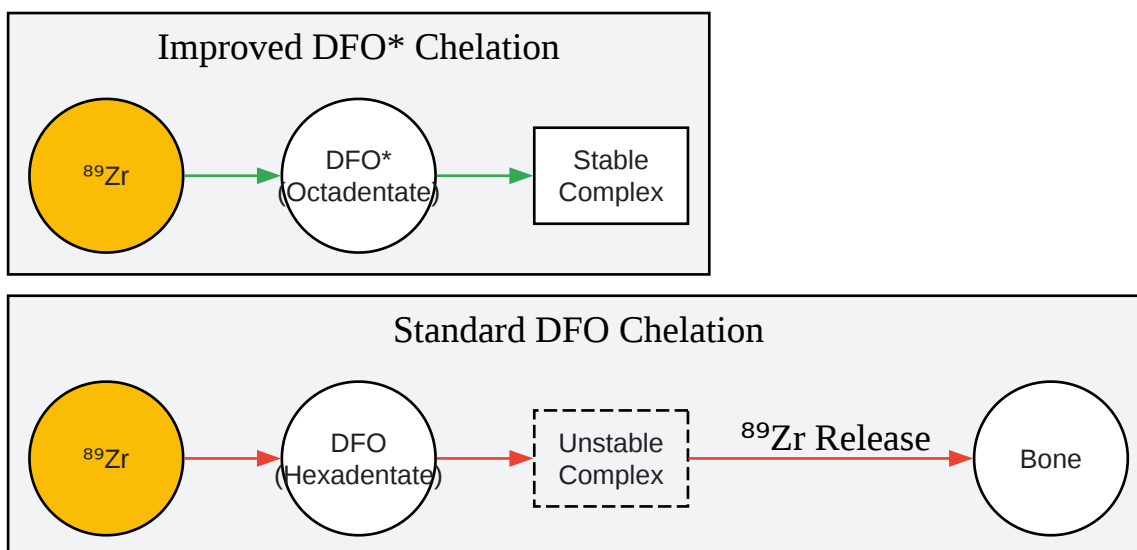 Improved DFO* Chelation
⁸⁹Zr
DFO*
(Octadentate)
Stable
Complex
Standard DFO Chelation
⁸⁹Zr
DFO
(Hexadentate)
Unstable
Complex
⁸⁹Zr Release
Bone